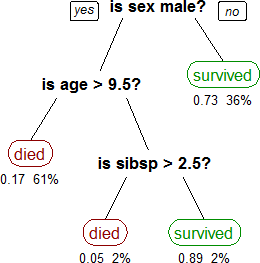 yes is sex male? no
is age > 9.5?
survived
0.73 36%
died
0.17 61%
is sibsp > 2.5?
died survived
0.05 2% 0.89 2%